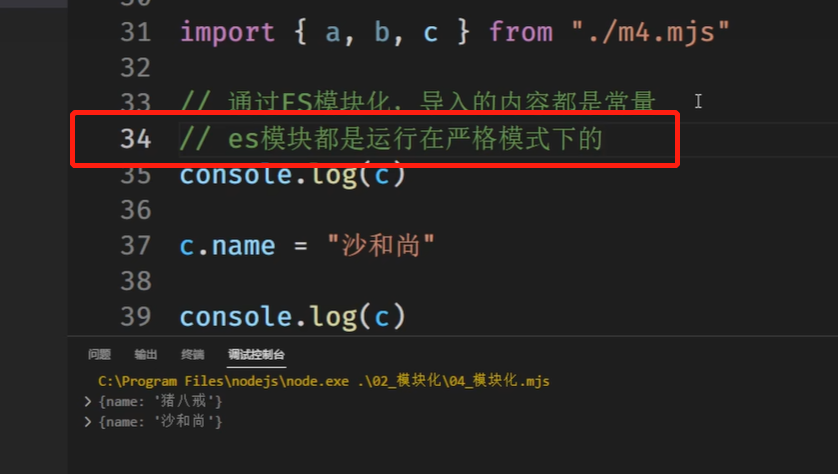 31 import { a, b, c } from "./m4.mjs"
32
33 // 通过ES模块化，导入的内容都是常量
34 // es模块都是运行在严格模式下的
35 console.log(c)
36
37 c.name = "沙和尚"
38
39 console.log(c)
问题 输出 终端 调试控制台
C:\Program Files\nodejs\node.exe .\02_模块化\04_模块化.mjs
> {name: '猪八戒'}
> {name: '沙和尚'}